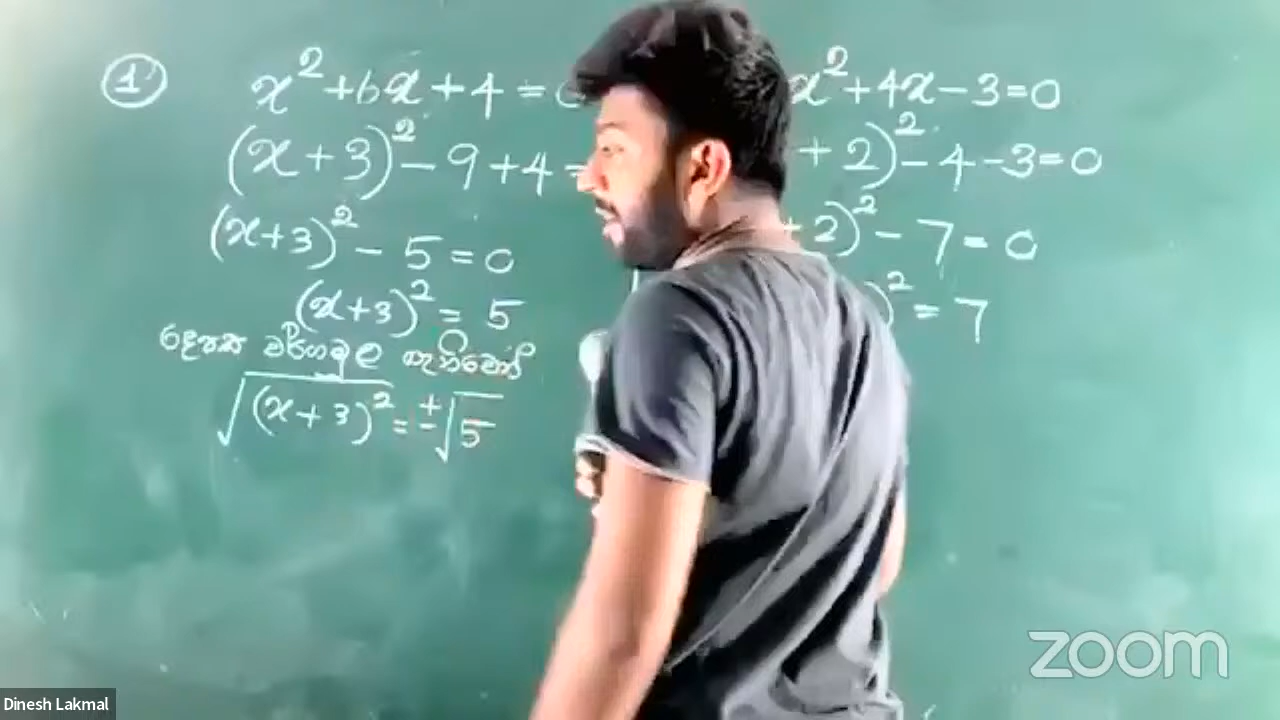 ①
x²+6x+4=
(x+3)²-9+4=
(x+3)²-5=0
(x+3)²=5
දෙපස වර්ගමූල ගැනීමෙන්
√(x+3)²=±√5
x²+4x-3=0
+2)²-4-3=0
+2)²-7=0
)²=7
zoom
Dinesh Lakmal